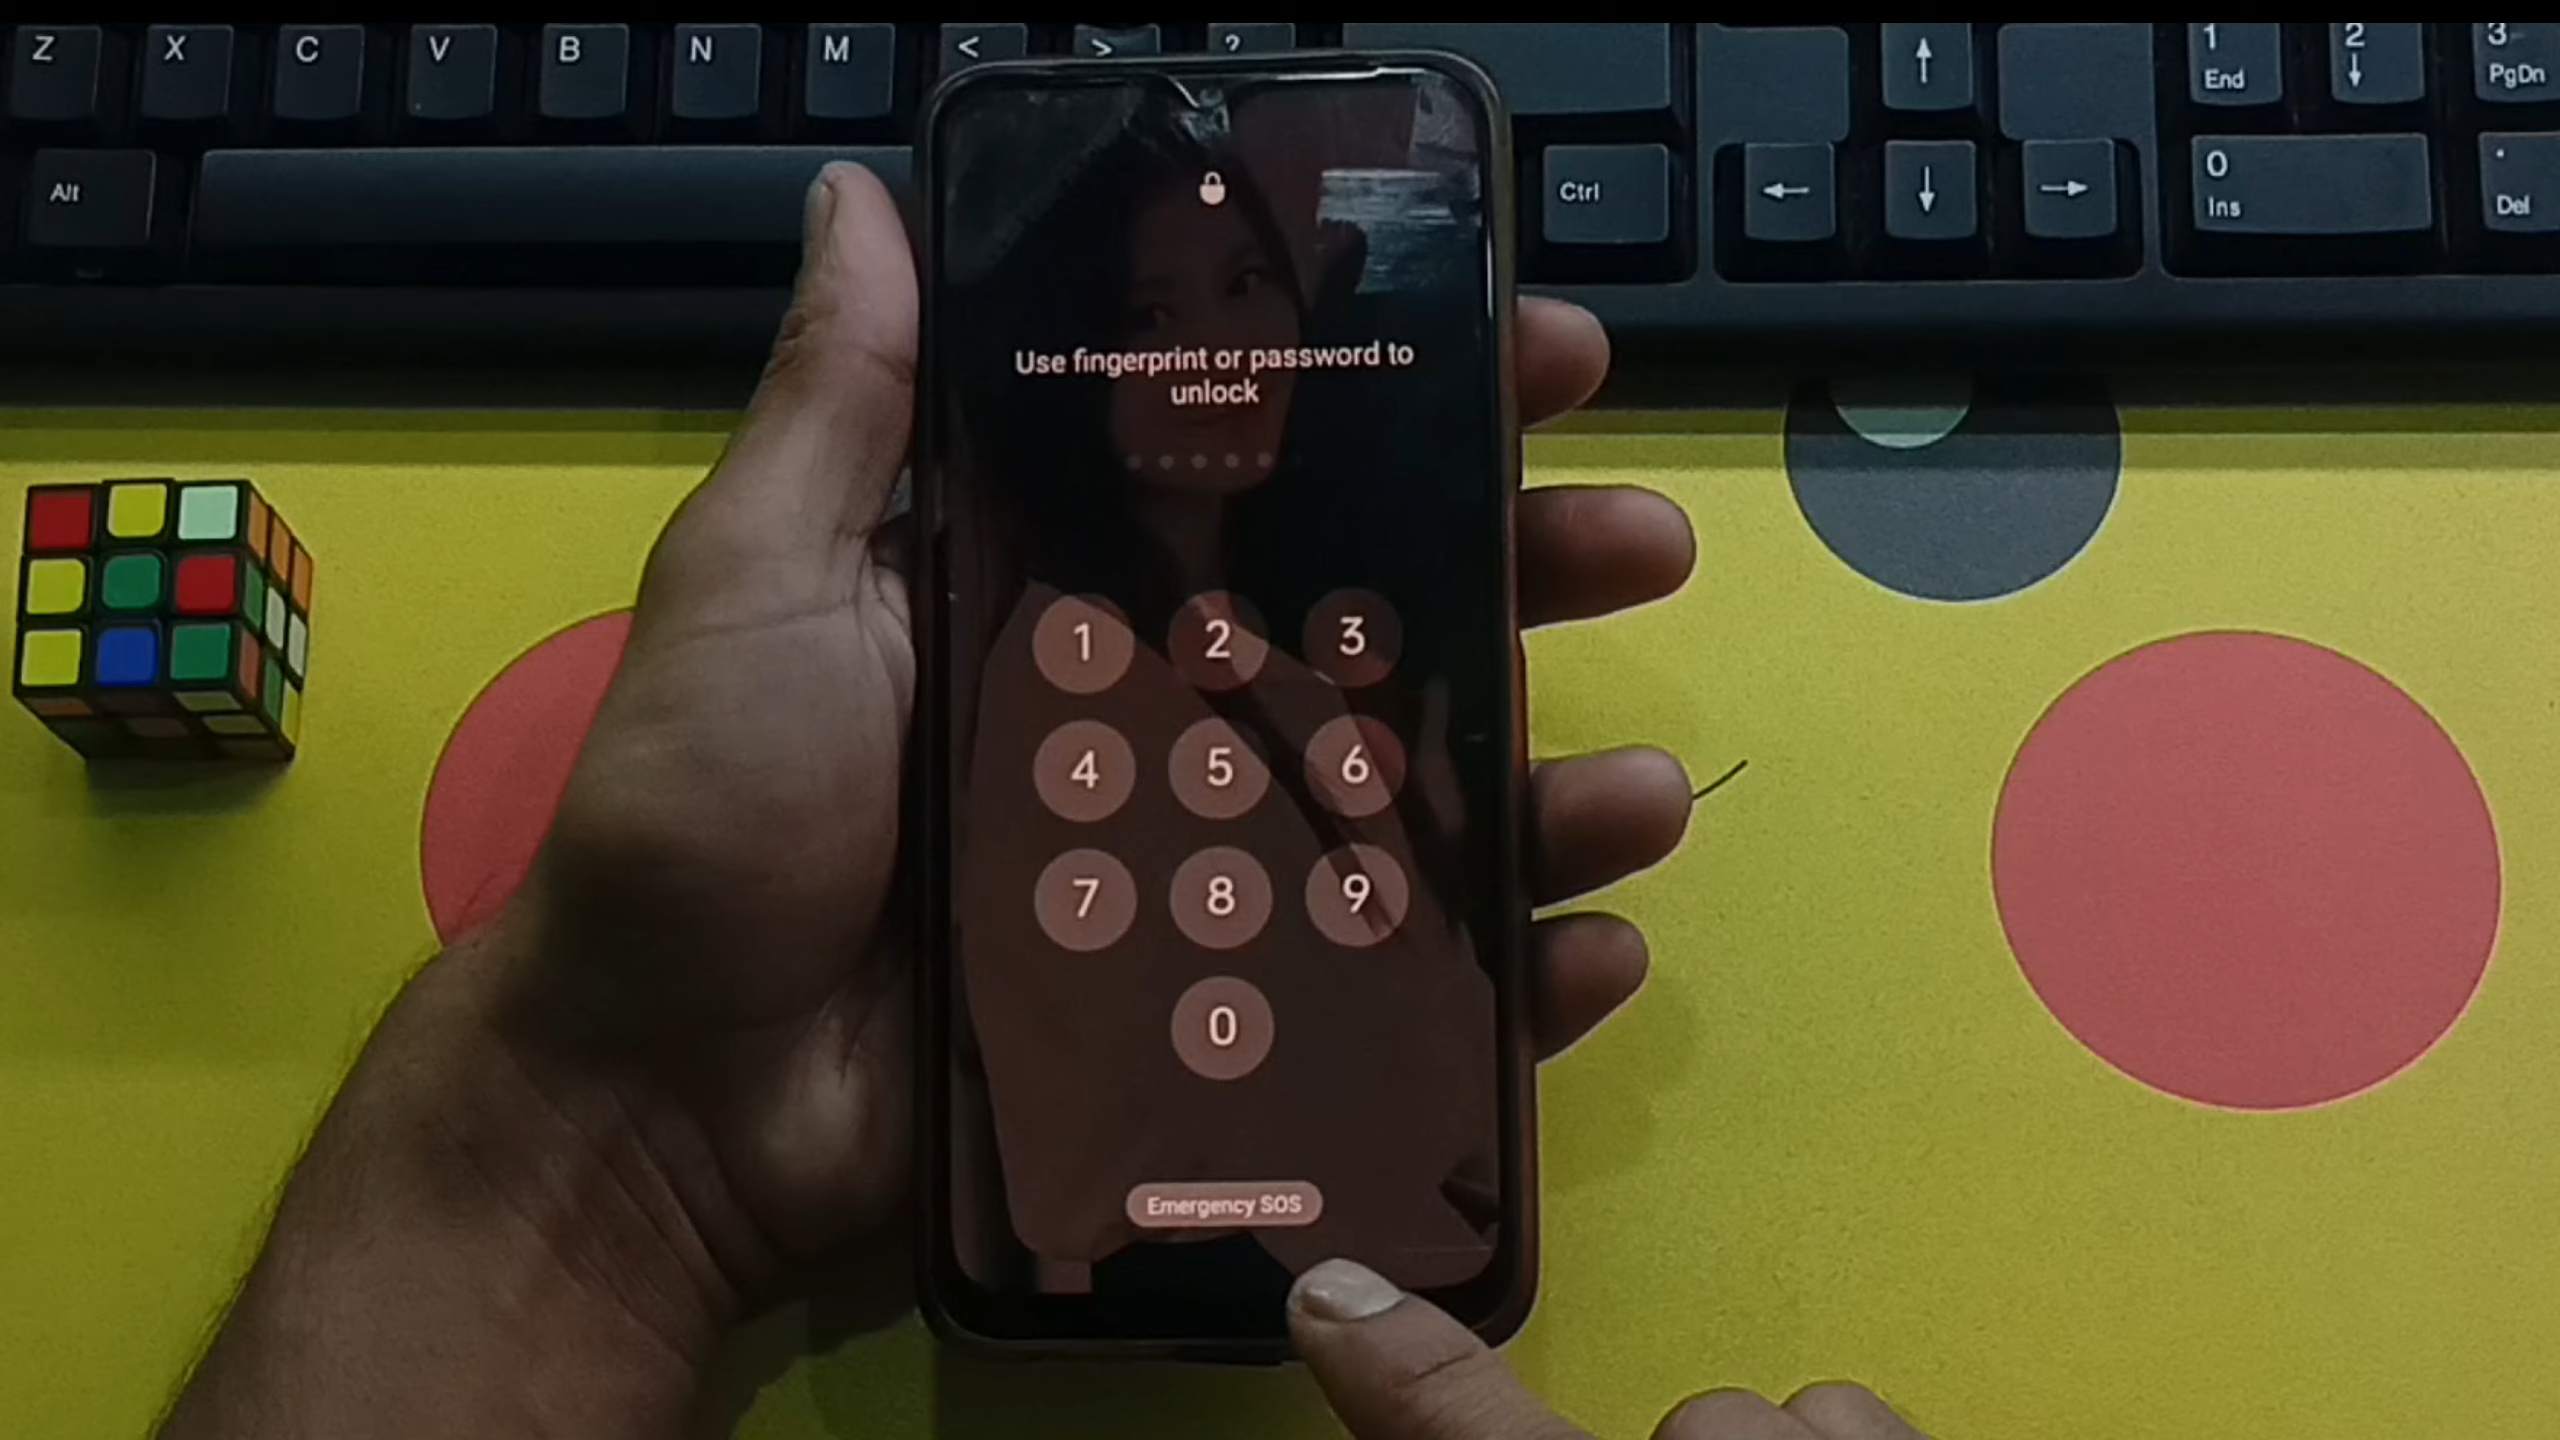 Z X C V B N M < > ?
1 2 3
End PgDn
Alt Ctrl 0 .
Ins Del
Use fingerprint or password to
unlock
1 2 3
4 5 6
7 8 9
0
Emergency SOS